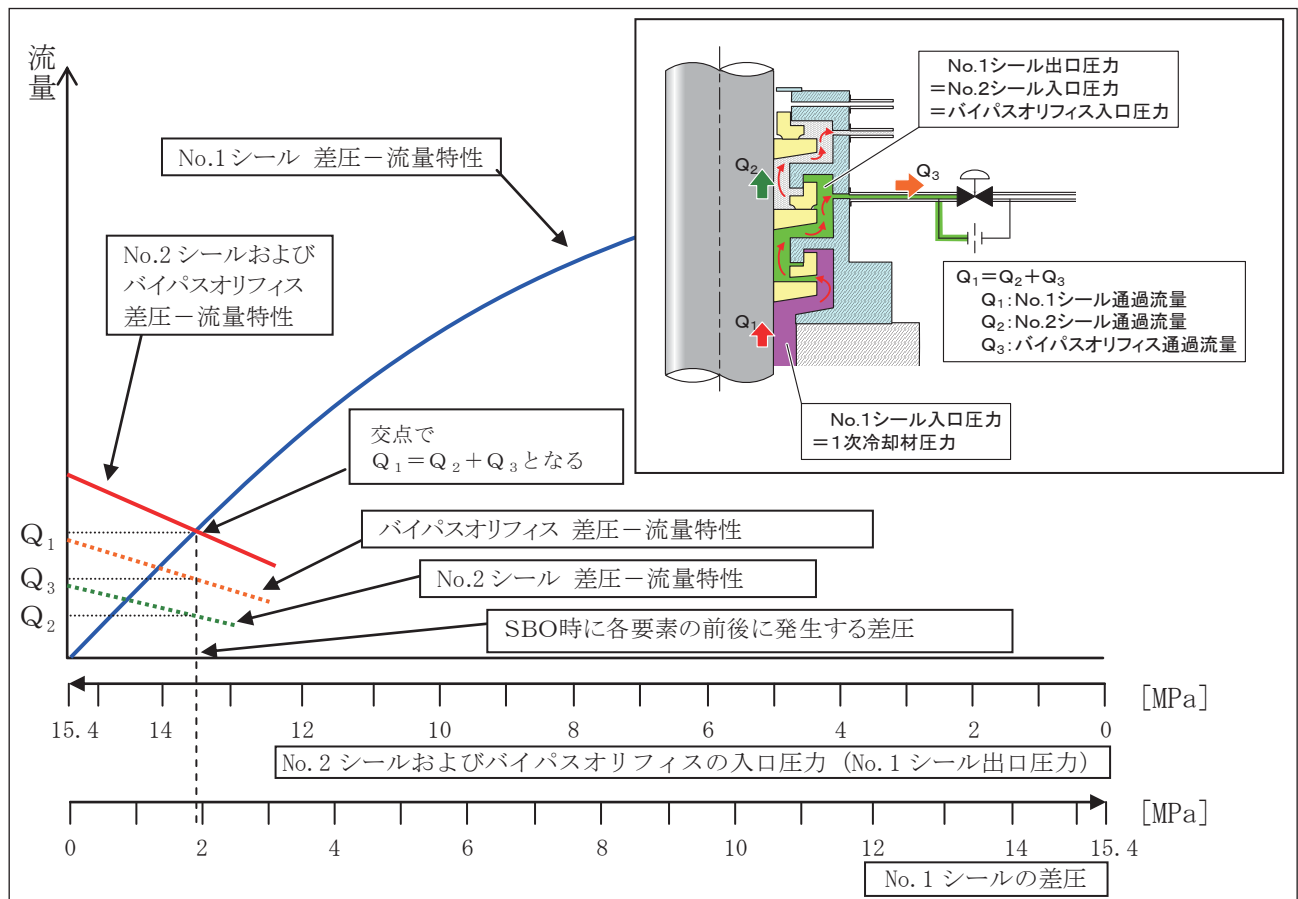 流
量
No.1シール 差圧－流量特性
No.2 シールおよび
バイパスオリフィス
差圧－流量特性
交点で
Q₁＝Q₂＋Q₃となる
バイパスオリフィス 差圧－流量特性
No.2 シール 差圧－流量特性
SBO時に各要素の前後に発生する差圧
Q₁
Q₃
Q₂
No.1シール出口圧力
＝No.2シール入口圧力
＝バイパスオリフィス入口圧力
Q₂
Q₃
Q₁
Q₁＝Q₂＋Q₃
Q₁：No.1シール通過流量
Q₂：No.2シール通過流量
Q₃：バイパスオリフィス通過流量
No.1シール入口圧力
＝1次冷却材圧力
[MPa]
15.4 14 12 10 8 6 4 2 0
No.2 シールおよびバイパスオリフィスの入口圧力 (No.1 シール出口圧力)
[MPa]
0 2 4 6 8 10 12 14 15.4
No.1 シールの差圧